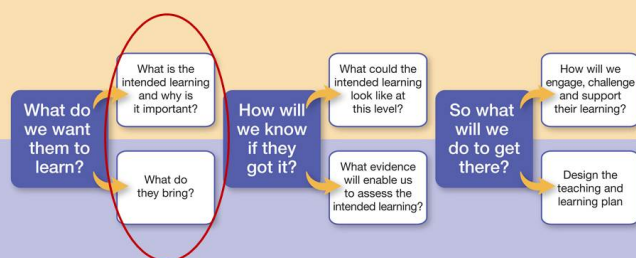 What do
we want
them to
learn?
What is the
intended learning
and why is
it important?
What do
they bring?
How will
we know
if they
got it?
What could the
intended learning
look like at
this level?
What evidence
will enable us
to assess the
intended learning?
So what
will we
do to get
there?
How will we
engage, challenge
and support
their learning?
Design the
teaching and
learning plan